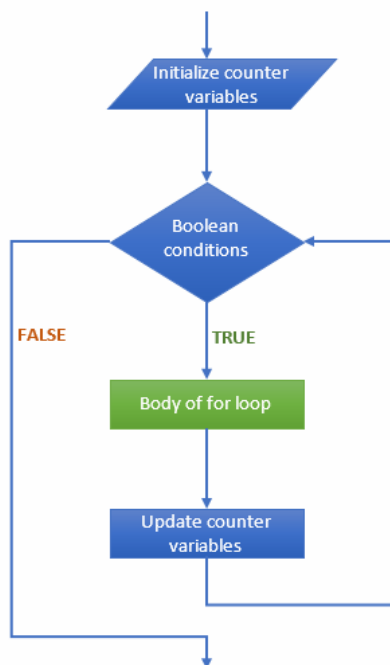 Initialize counter
variables
Boolean
conditions
FALSE
TRUE
Body of for loop
Update counter
variables